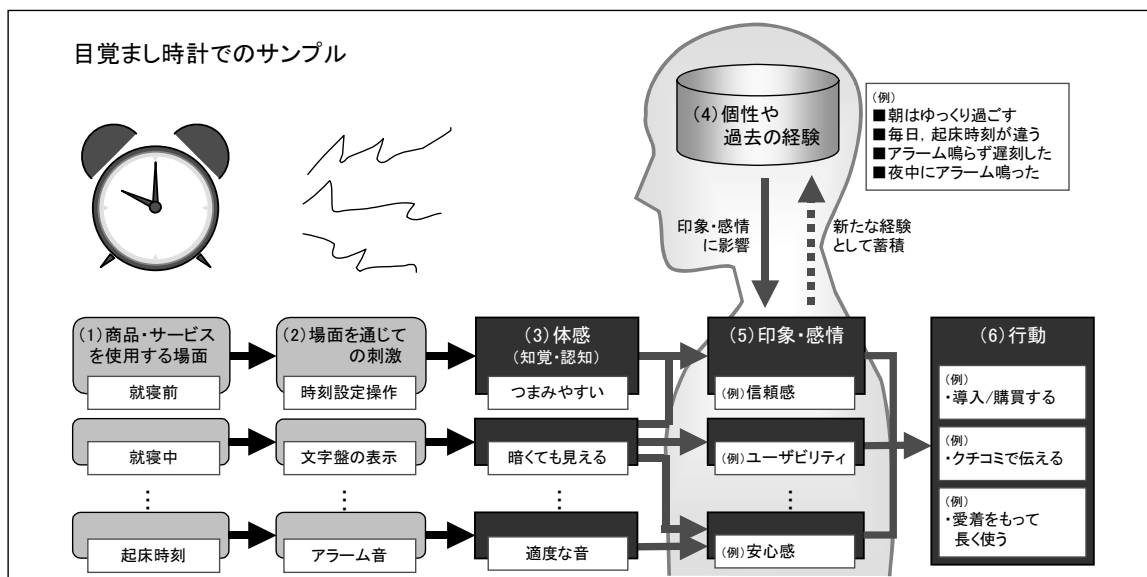 目覚まし時計でのサンプル
(4)個性や
過去の経験
(例)
■朝はゆっくり過ごす
■毎日，起床時刻が違う
■アラーム鳴らず遅刻した
■夜中にアラーム鳴った
印象・感情
に影響
新たな経験
として蓄積
(1)商品・サービス
を使用する場面
就寝前
(2)場面を通じて
の刺激
時刻設定操作
(3)体感
(知覚・認知)
つまみやすい
(5)印象・感情
(例)信頼感
(6)行動
(例)
・導入/購買する
就寝中
文字盤の表示
暗くても見える
(例)ユーザビリティ
(例)
・クチコミで伝える
⋮
⋮
⋮
⋮
起床時刻
アラーム音
適度な音
(例)安心感
(例)
・愛着をもって
長く使う